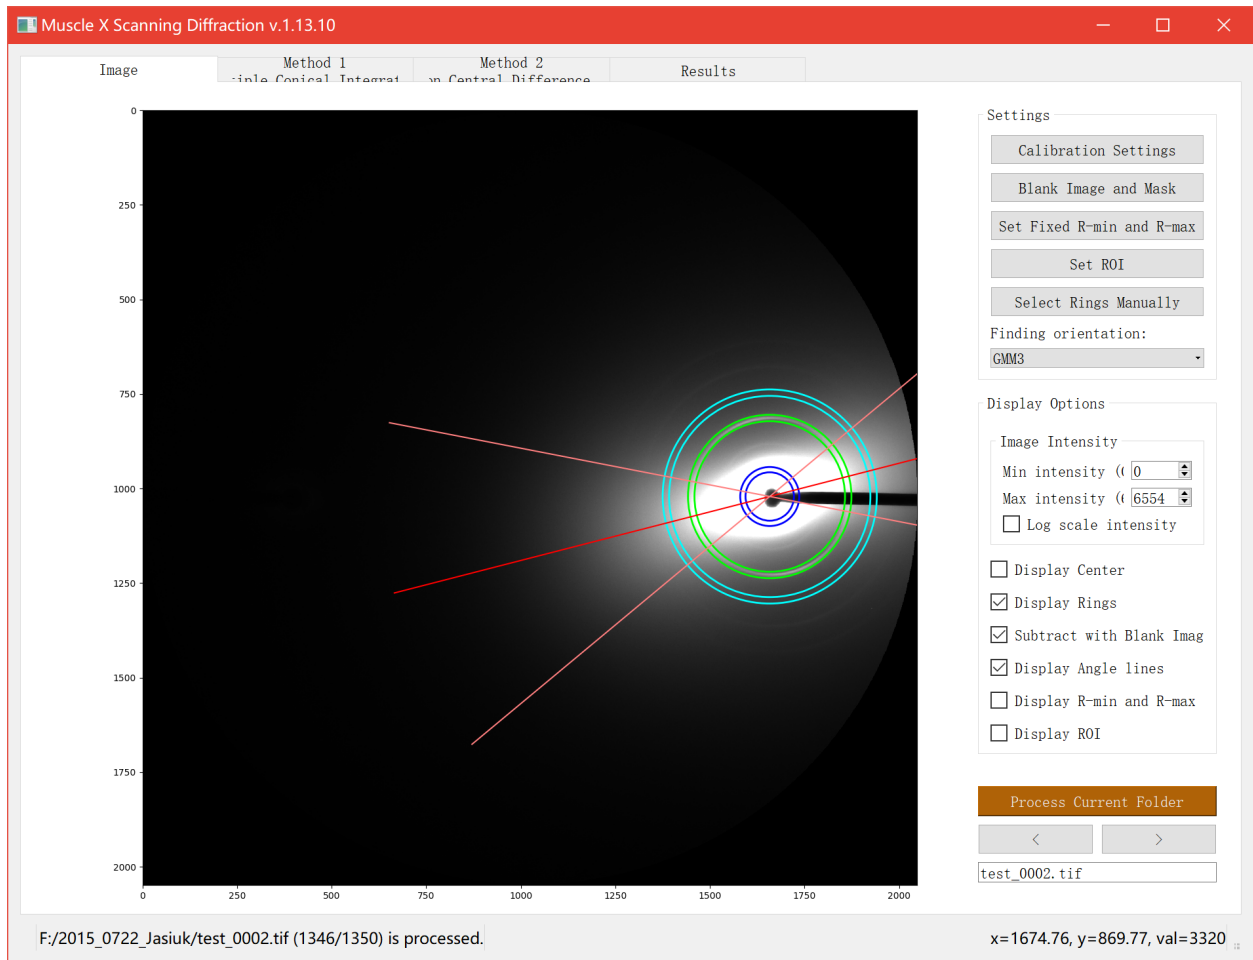 Muscle X Scanning Diffraction v.1.13.10
Image
Method 1
Conical Integrat
Method 2
Central Difference
Results
0
250
500
750
1000
1250
1500
1750
2000
0 250 500 750 1000 1250 1500 1750 2000
Settings
Calibration Settings
Blank Image and Mask
Set Fixed R-min and R-max
Set ROI
Select Rings Manually
Finding orientation:
GMM3
Display Options
Image Intensity
Min intensity ( 0
Max intensity ( 6554
Log scale intensity
Display Center
Display Rings
Subtract with Blank Imag
Display Angle lines
Display R-min and R-max
Display ROI
Process Current Folder
< >
test_0002.tif
F:/2015_0722_Jasiuk/test_0002.tif (1346/1350) is processed.
x=1674.76, y=869.77, val=3320